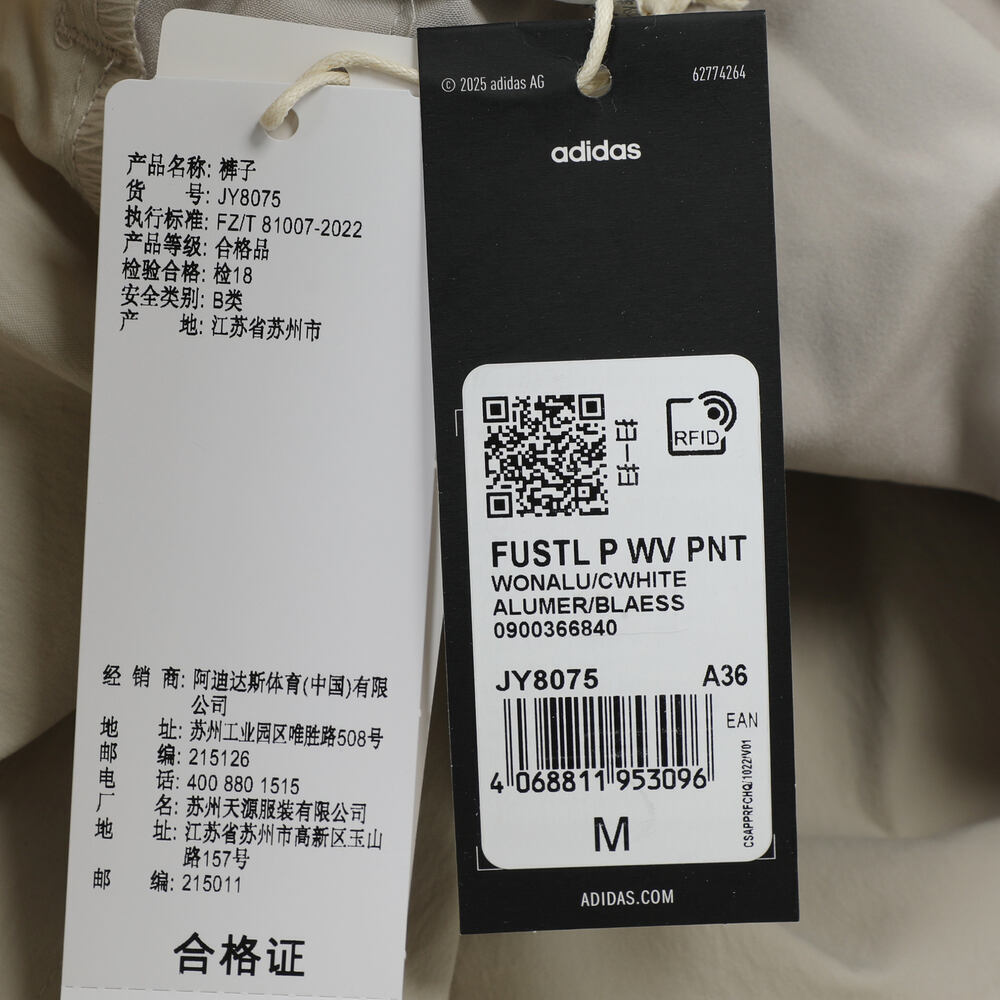 产品名称: 裤子
货 号: JY8075
执行标准: FZ/T 81007-2022
产品等级: 合格品
检验合格: 检18
安全类别: B类
产 地: 江苏省苏州市
经 销 商: 阿迪达斯体育(中国)有限
公司
地 址: 苏州工业园区唯胜路508号
邮 编: 215126
电 话: 400 880 1515
厂 名: 苏州天源服装有限公司
地 址: 江苏省苏州市高新区玉山
路157号
邮 编: 215011
合格证
© 2025 adidas AG
62774264
adidas
扫一扫
RFID
FUSTL P WV PNT
WONALU/CWHITE
ALUMER/BLAESS
0900366840
JY8075 A36
EAN
4 068811 953096
CSAPPRFCHQ/1022/V01
M
ADIDAS.COM